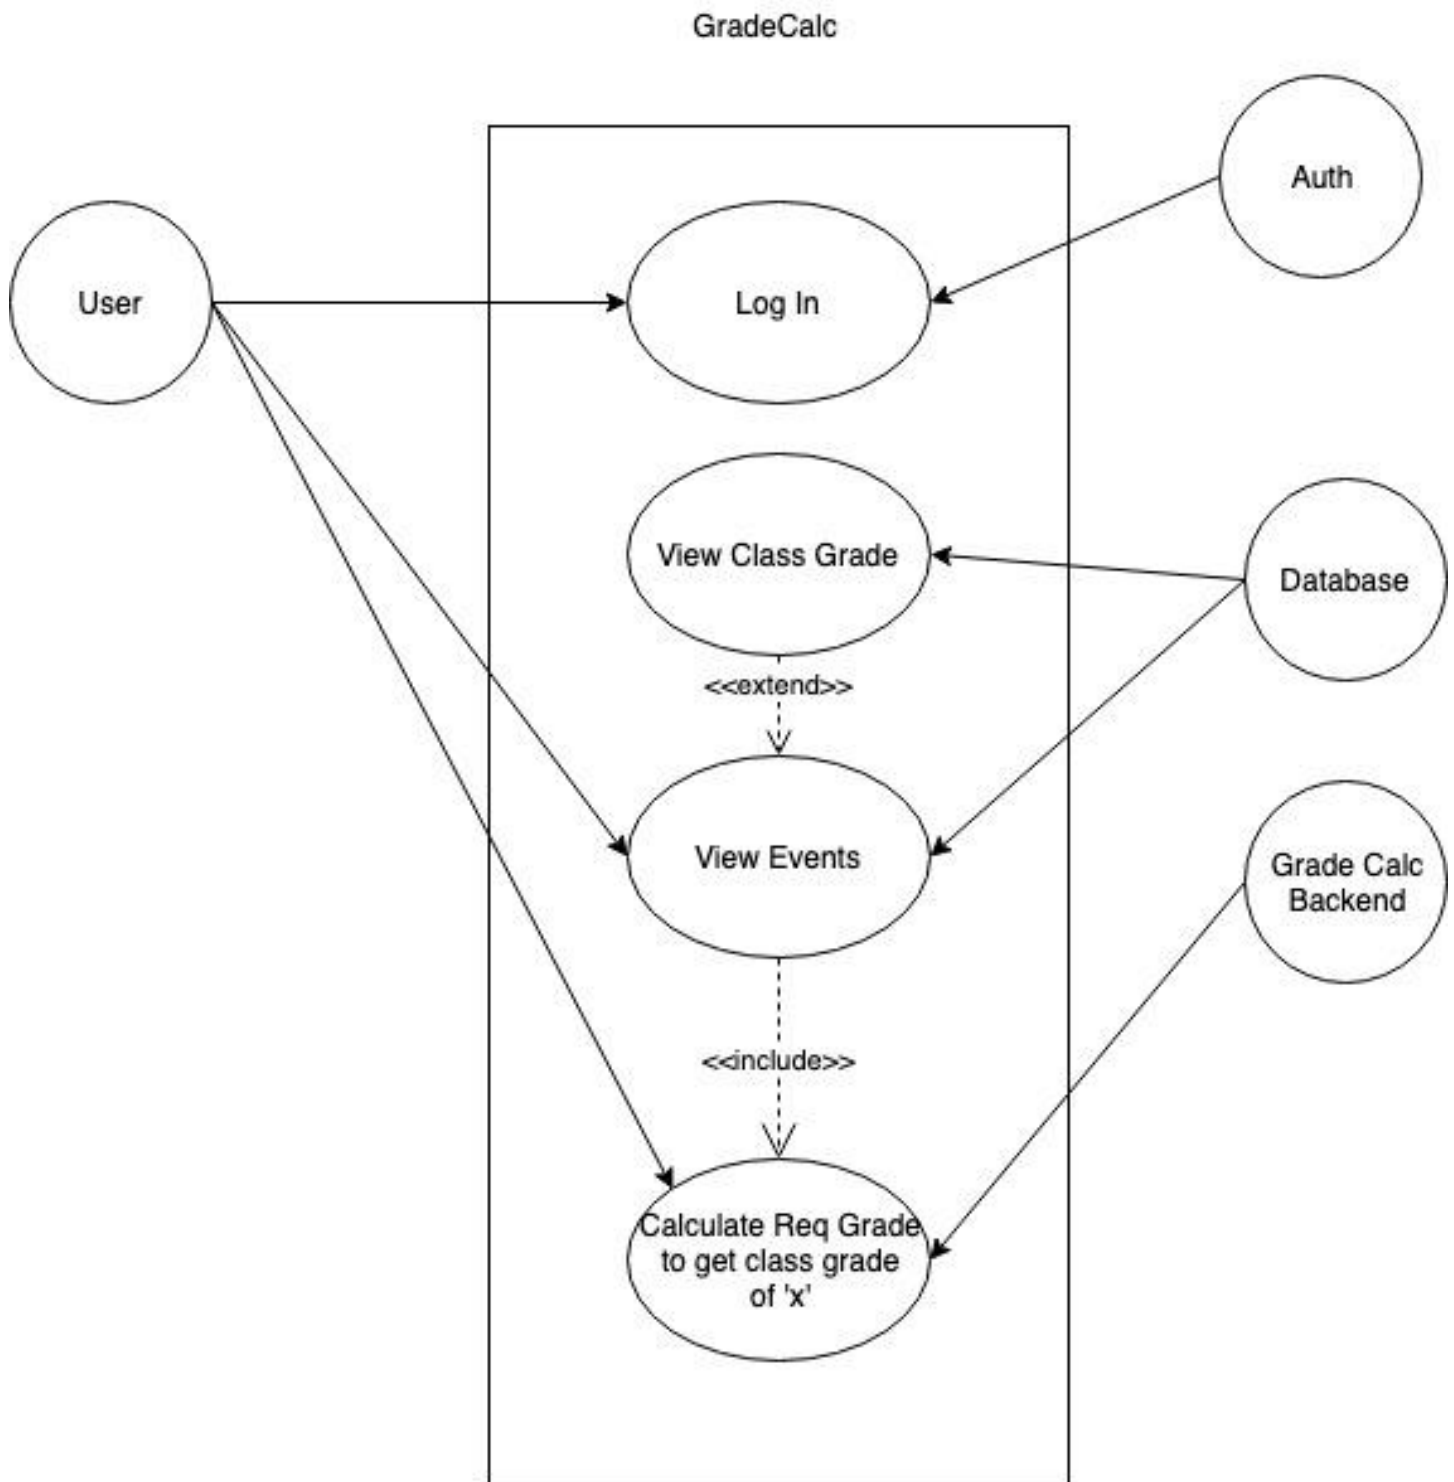 GradeCalc
Auth
User
Log In
View Class Grade
Database
<<extend>>
View Events
Grade Calc
Backend
<<include>>
Calculate Req Grade
to get class grade
of 'x'